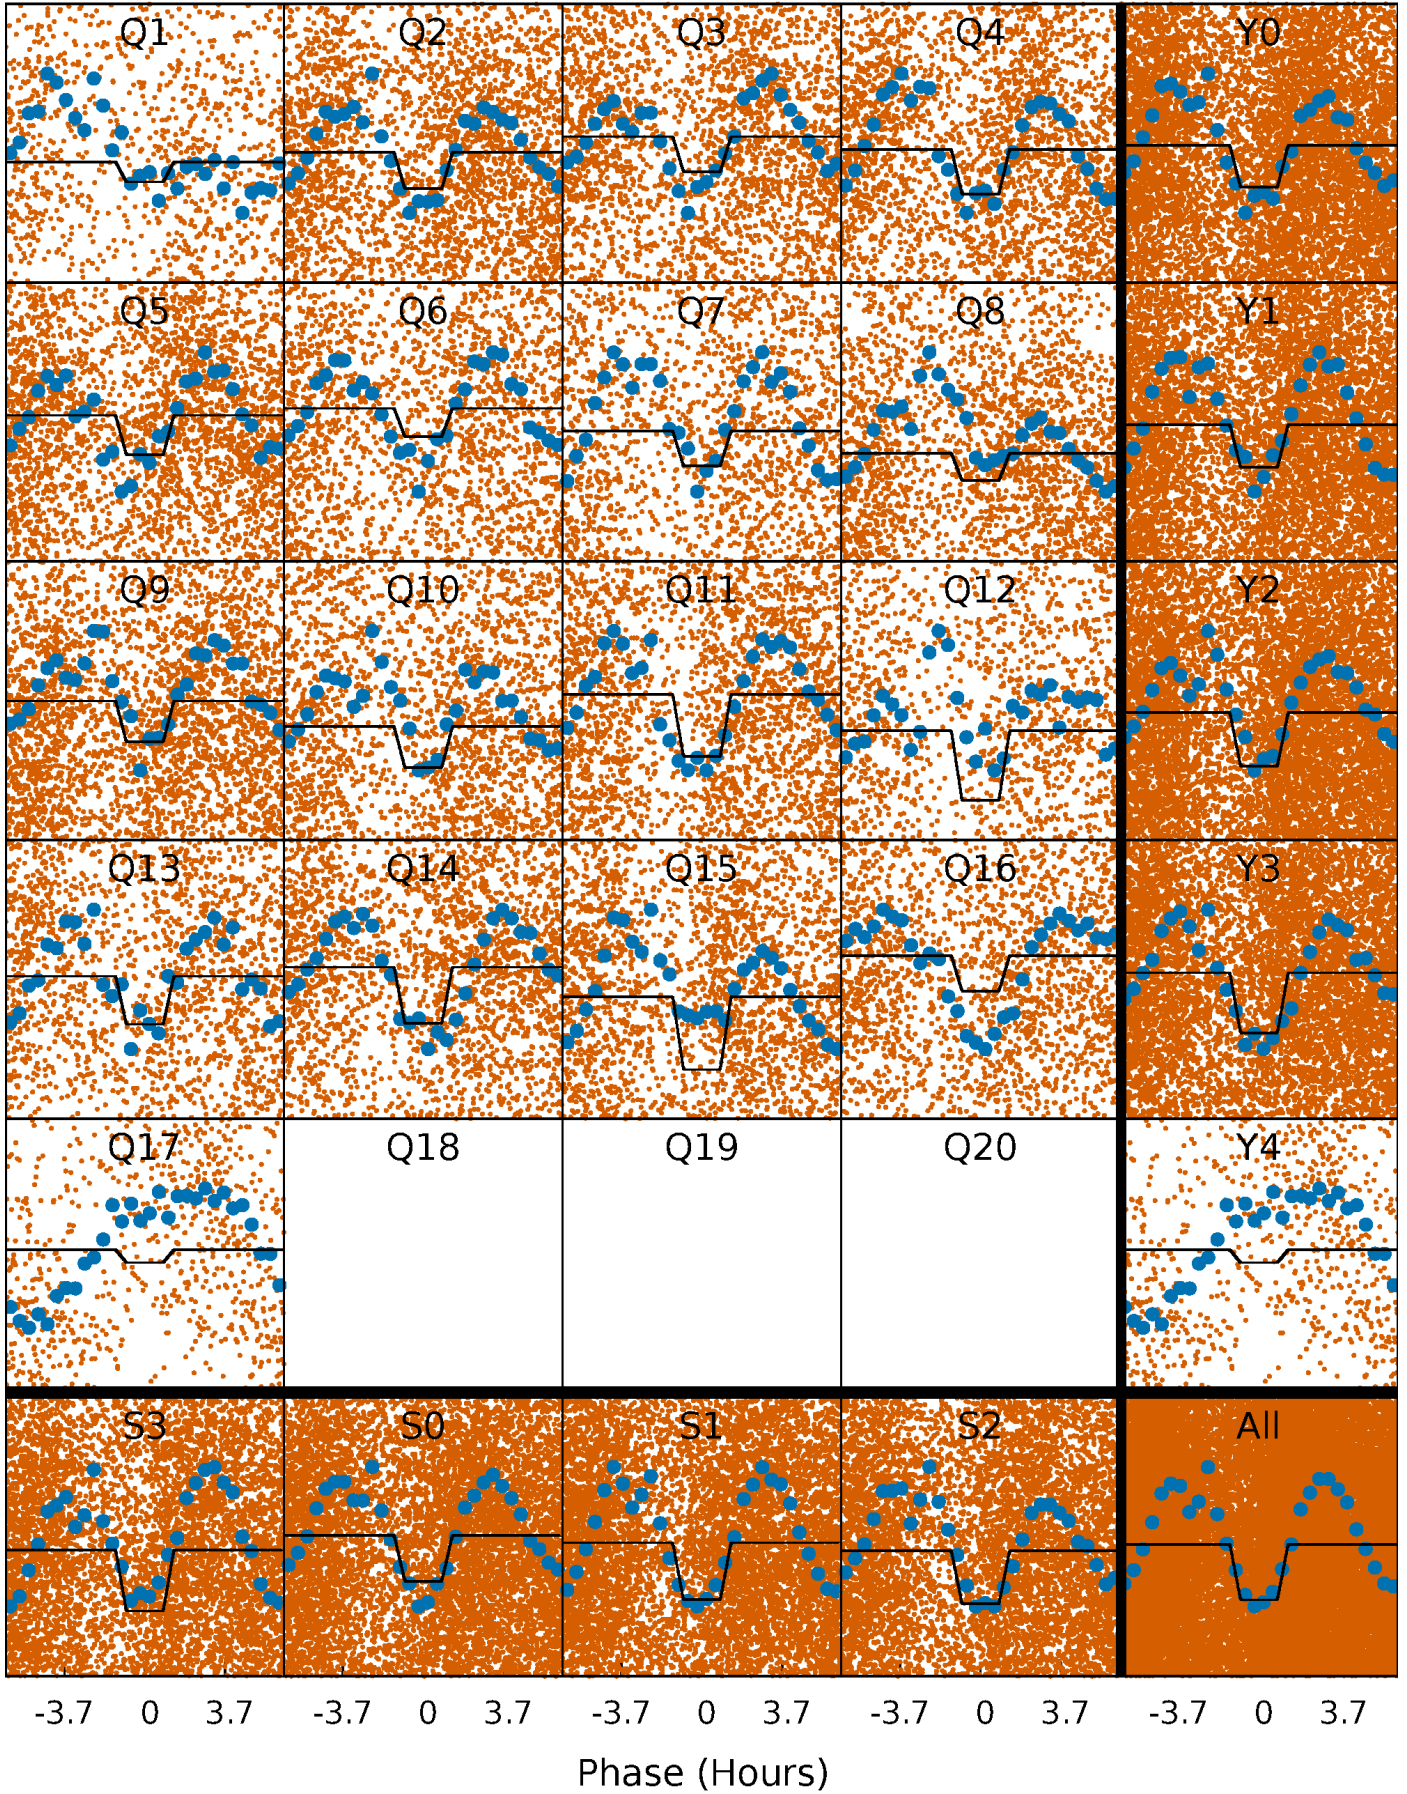 Q1 Q2 Q3 Q4 Y0
Q5 Q6 Q7 Q8 Y1
Q9 Q10 Q11 Q12 Y2
Q13 Q14 Q15 Q16 Y3
Q17 Q18 Q19 Q20 Y4
S3 S0 S1 S2 All
-3.7 0 3.7 -3.7 0 3.7 -3.7 0 3.7 -3.7 0 3.7 -3.7 0 3.7
Phase (Hours)